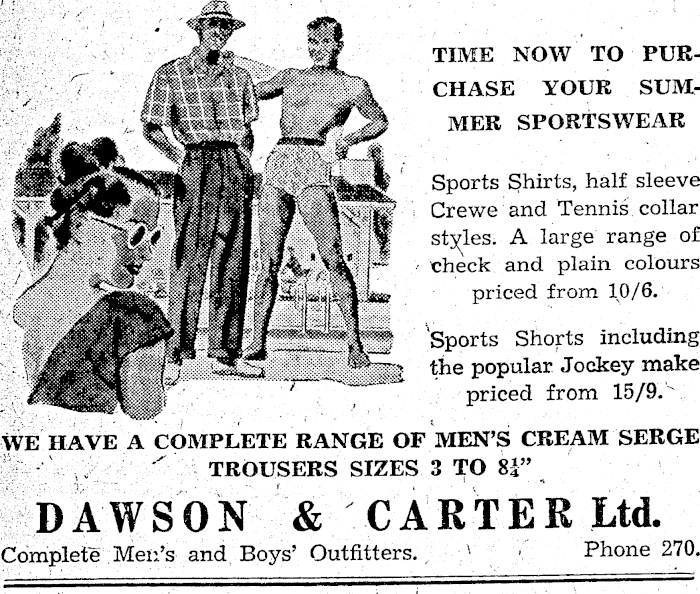 TIME NOW TO PUR-
CHASE YOUR SUM-
MER SPORTSWEAR
Sports Shirts, half sleeve
Crewe and Tennis collar
styles. A large range of
check and plain colours
priced from 10/6.
Sports Shorts including
the popular Jockey make
priced from 15/9.
WE HAVE A COMPLETE RANGE OF MEN'S CREAM SERGE
TROUSERS SIZES 3 TO 8¼"
DAWSON & CARTER Ltd.
Complete Men's and Boys' Outfitters. Phone 270.